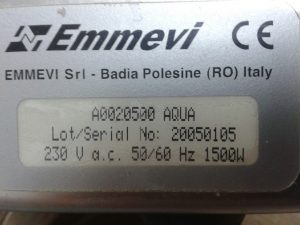 Emmevi CE
EMMEVI Srl - Badia Polesine (RO) Italy
A0020500 AQUA
Lot/Serial No: 20050105
230 V a.c. 50/60 Hz 1500W